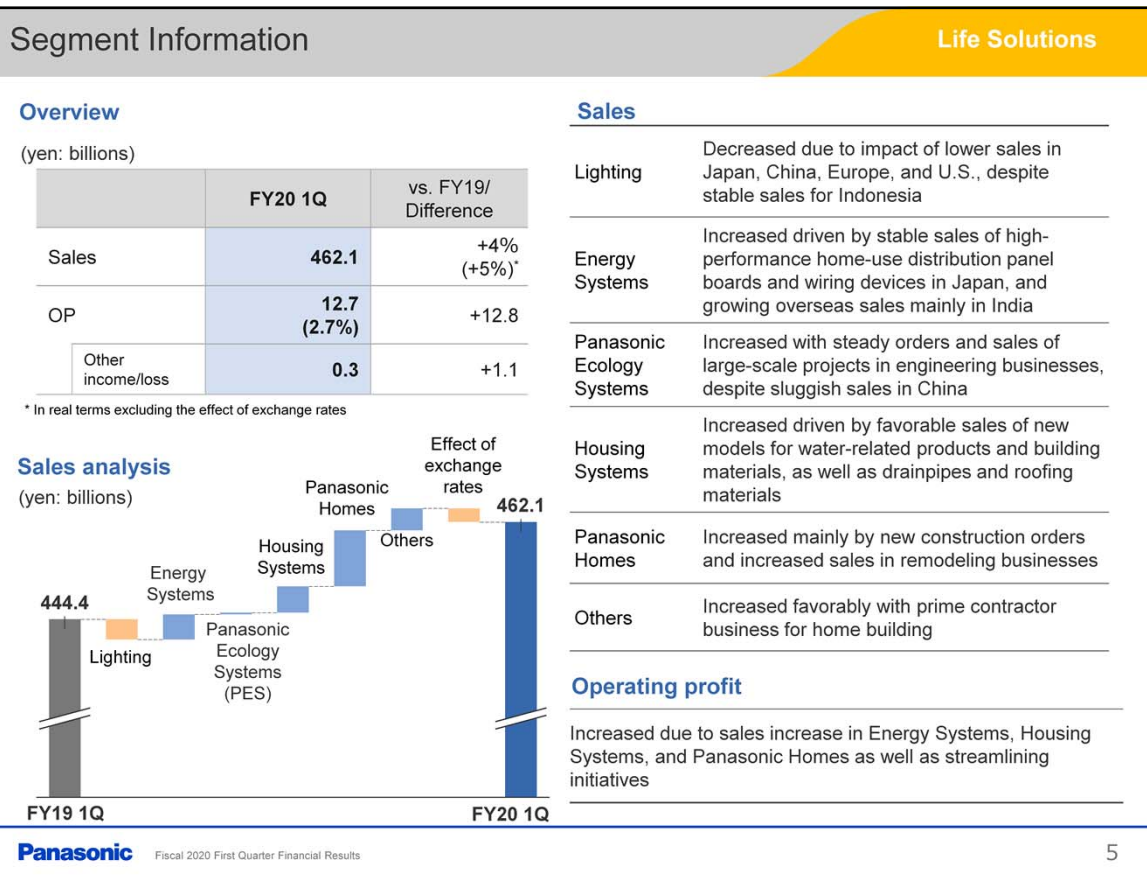 Segment Information
Life Solutions
Overview
(yen: billions)
FY20 1Q
vs. FY19/
Difference
Sales
462.1
+4%
(+5%)*
OP
12.7
(2.7%)
+12.8
Other
income/loss
0.3
+1.1
* In real terms excluding the effect of exchange rates
Sales analysis
(yen: billions)
444.4
Lighting
Energy
Systems
Panasonic
Ecology
Systems
(PES)
Housing
Systems
Panasonic
Homes
Others
Effect of
exchange
rates
462.1
FY19 1Q
FY20 1Q
Sales
Lighting
Decreased due to impact of lower sales in
Japan, China, Europe, and U.S., despite
stable sales for Indonesia
Energy
Systems
Increased driven by stable sales of high-
performance home-use distribution panel
boards and wiring devices in Japan, and
growing overseas sales mainly in India
Panasonic
Ecology
Systems
Increased with steady orders and sales of
large-scale projects in engineering businesses,
despite sluggish sales in China
Housing
Systems
Increased driven by favorable sales of new
models for water-related products and building
materials, as well as drainpipes and roofing
materials
Panasonic
Homes
Increased mainly by new construction orders
and increased sales in remodeling businesses
Others
Increased favorably with prime contractor
business for home building
Operating profit
Increased due to sales increase in Energy Systems, Housing
Systems, and Panasonic Homes as well as streamlining
initiatives
Panasonic
Fiscal 2020 First Quarter Financial Results
5